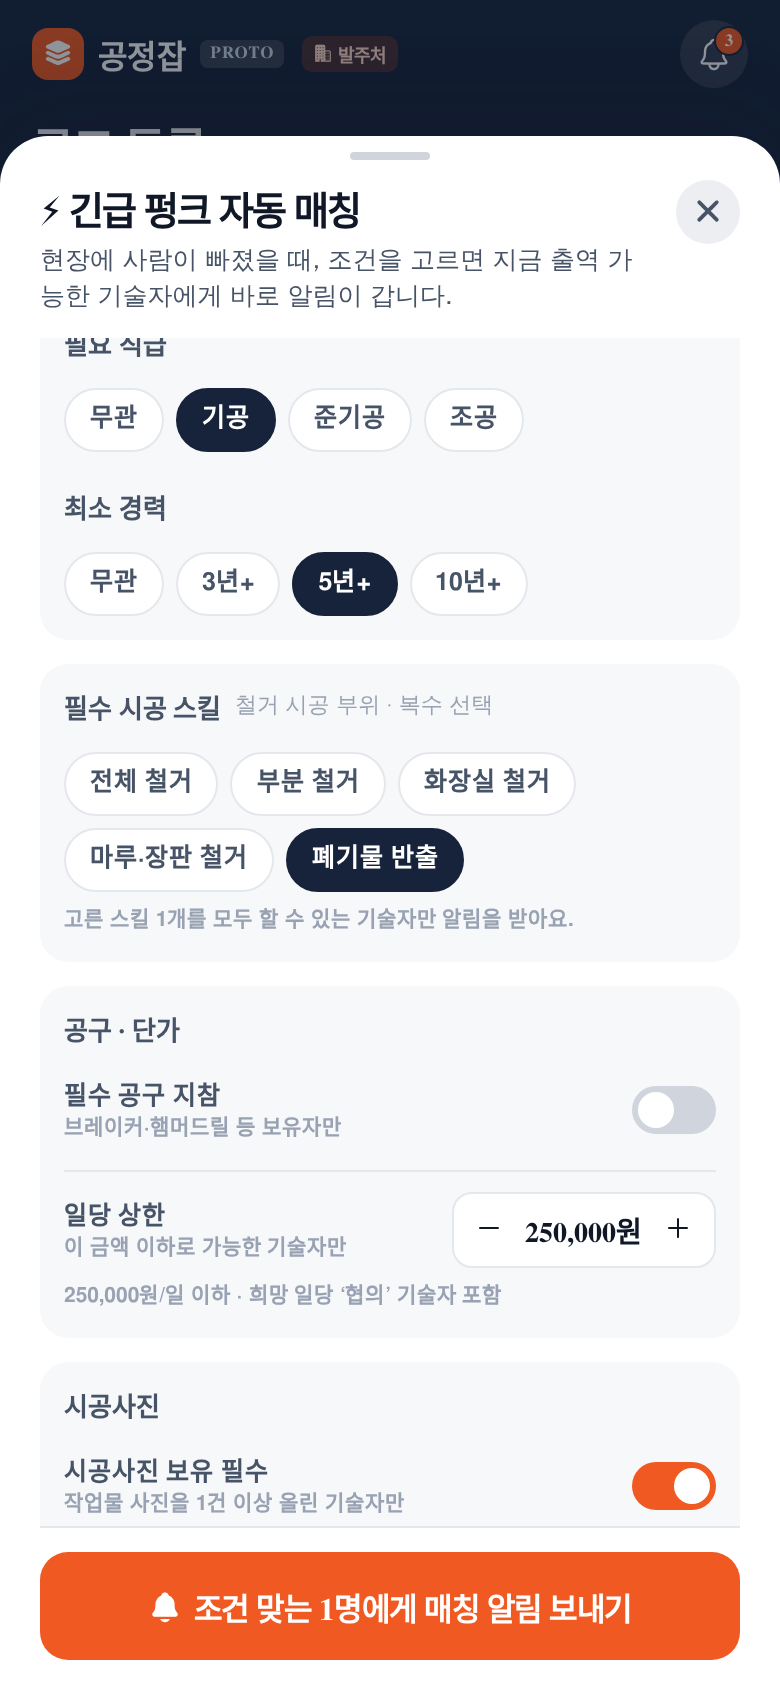 공정잡 PROTO 발주처
3
⚡ 긴급 펑크 자동 매칭
현장에 사람이 빠졌을 때, 조건을 고르면 지금 출역 가
능한 기술자에게 바로 알림이 갑니다.
필요 직급
무관 기공 준기공 조공
최소 경력
무관 3년+ 5년+ 10년+
필수 시공 스킬 철거 시공 부위 · 복수 선택
전체 철거 부분 철거 화장실 철거
마루·장판 철거 폐기물 반출
고른 스킬 1개를 모두 할 수 있는 기술자만 알림을 받아요.
공구 · 단가
필수 공구 지참
브레이커·햄머드릴 등 보유자만
일당 상한
이 금액 이하로 가능한 기술자만
− 250,000원 +
250,000원/일 이하 · 희망 일당 ‘협의’ 기술자 포함
시공사진
시공사진 보유 필수
작업물 사진을 1건 이상 올린 기술자만
조건 맞는 1명에게 매칭 알림 보내기